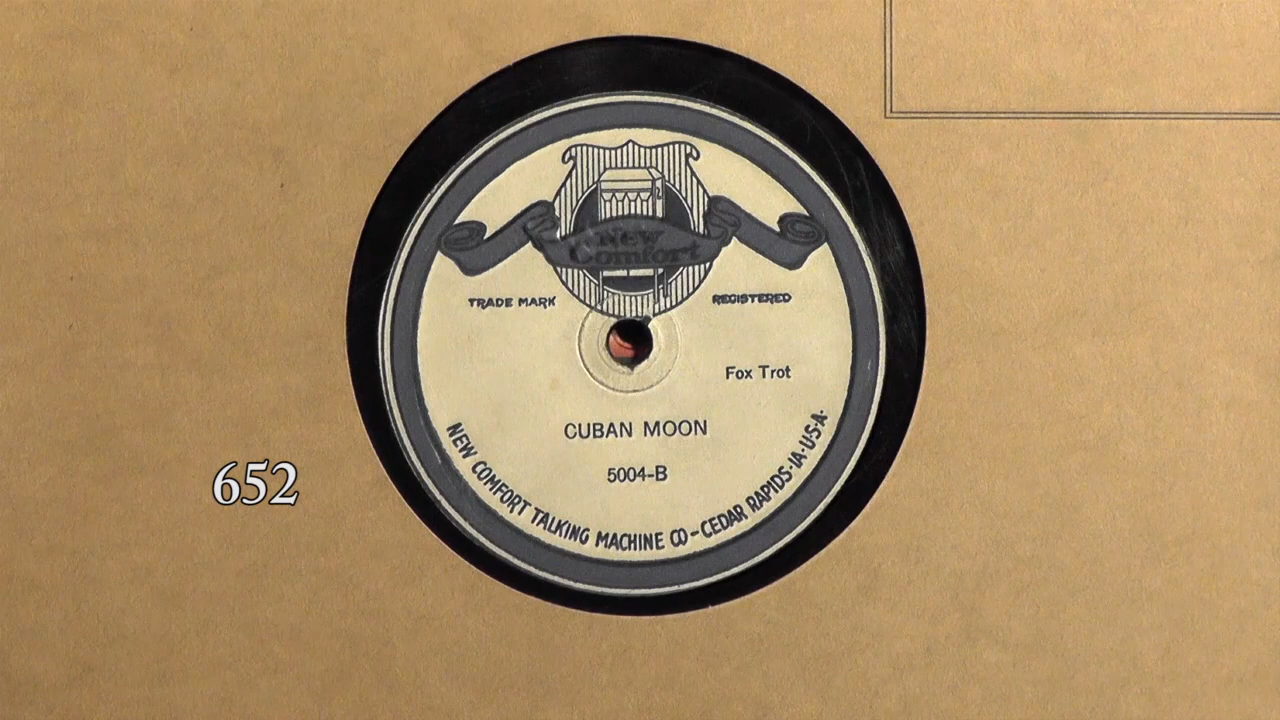 New
Comfort
TRADE MARK
REGISTERED
Fox Trot
CUBAN MOON
5004-B
NEW COMFORT TALKING MACHINE CO-CEDAR RAPIDS·IA·U·S·A·
652